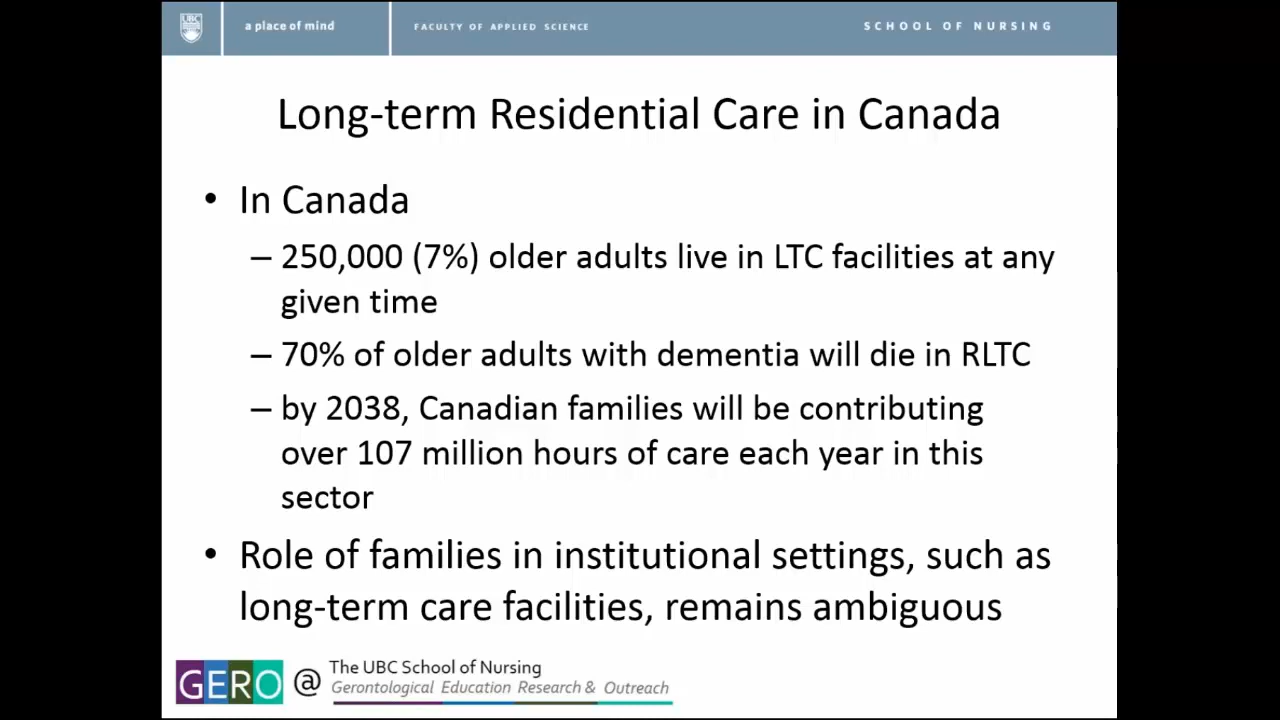 UBC
a place of mind
FACULTY OF APPLIED SCIENCE
SCHOOL OF NURSING
Long-term Residential Care in Canada
• In Canada
– 250,000 (7%) older adults live in LTC facilities at any
given time
– 70% of older adults with dementia will die in RLTC
– by 2038, Canadian families will be contributing
over 107 million hours of care each year in this
sector
• Role of families in institutional settings, such as
long-term care facilities, remains ambiguous
GERO @ The UBC School of Nursing
Gerontological Education Research & Outreach